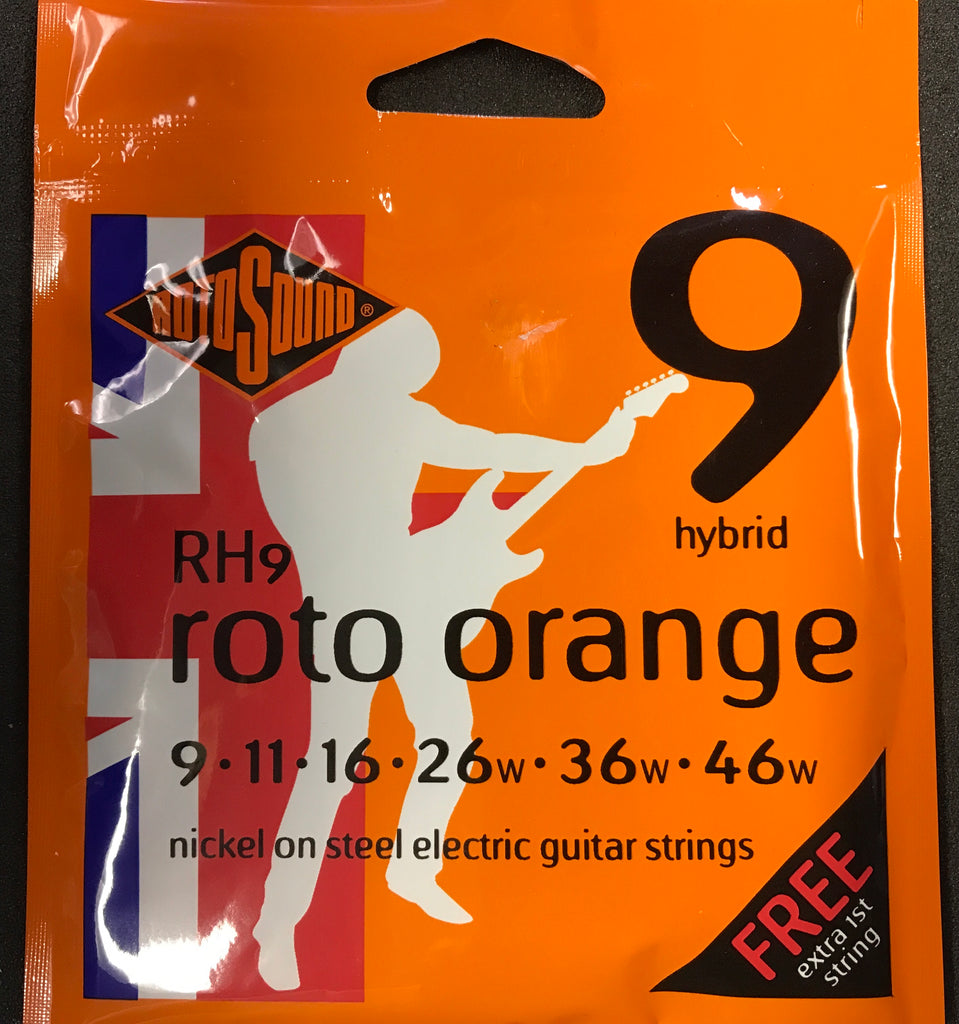 ROTOSOUND®
9
hybrid
RH9
roto orange
9·11·16·26w·36w·46w
nickel on steel electric guitar strings
FREE
extra 1st
string